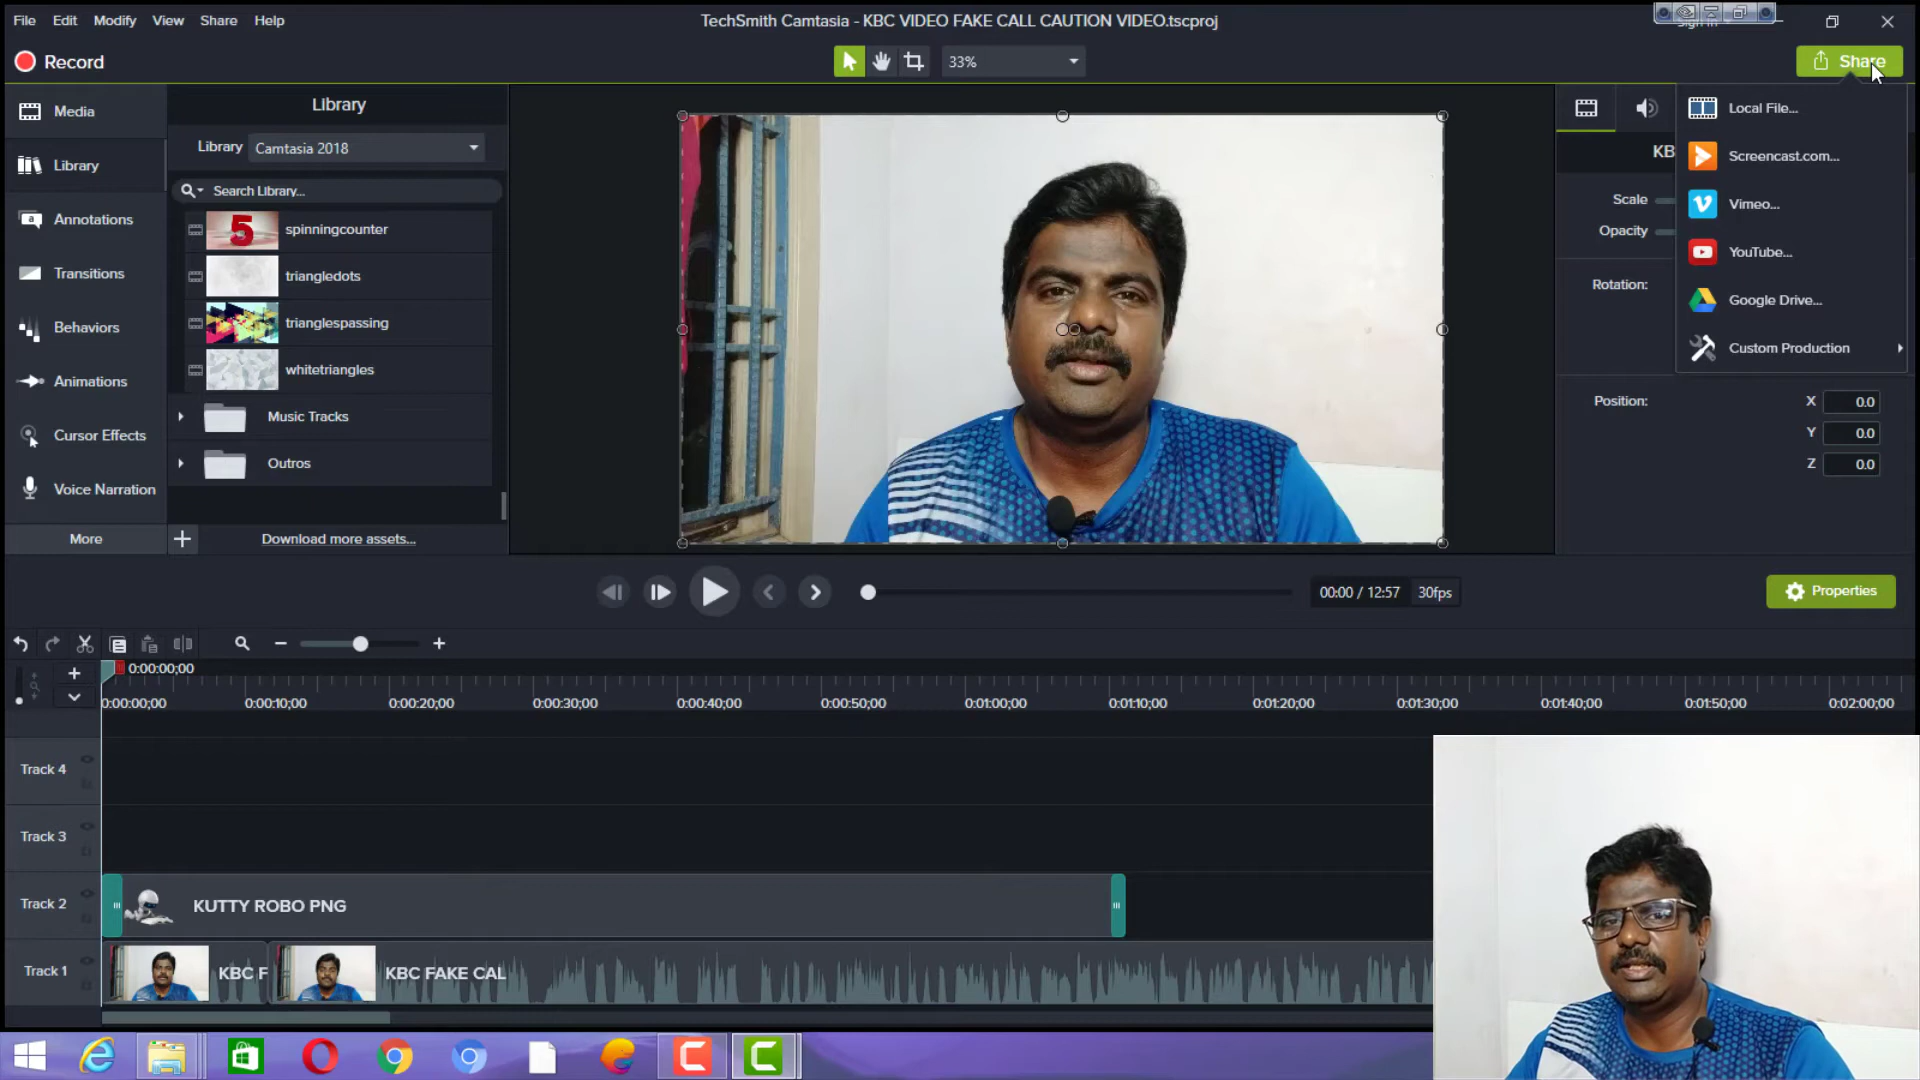 File Edit Modify View Share Help
TechSmith Camtasia - KBC VIDEO FAKE CALL CAUTION VIDEO.tscproj
Record
33%
Share
Media
Library
Annotations
Transitions
Behaviors
Animations
Cursor Effects
Voice Narration
More
Library
Library Camtasia 2018
Search Library...
5 spinningcounter
triangledots
trianglespassing
whitetriangles
Music Tracks
Outros
Download more assets...
KB
Scale
Opacity
Rotation:
Position: X 0.0
Y 0.0
Z 0.0
Local File...
Screencast.com...
Vimeo...
YouTube...
Google Drive...
Custom Production
00:00 / 12:57 30fps
Properties
0:00:00;00
0:00:00;00 0:00:10;00 0:00:20;00 0:00:30;00 0:00:40;00 0:00:50;00 0:01:00;00 0:01:10;00 0:01:20;00 0:01:30;00 0:01:40;00 0:01:50;00 0:02:00;00
Track 4
Track 3
Track 2 KUTTY ROBO PNG
Track 1 KBC F KBC FAKE CAL